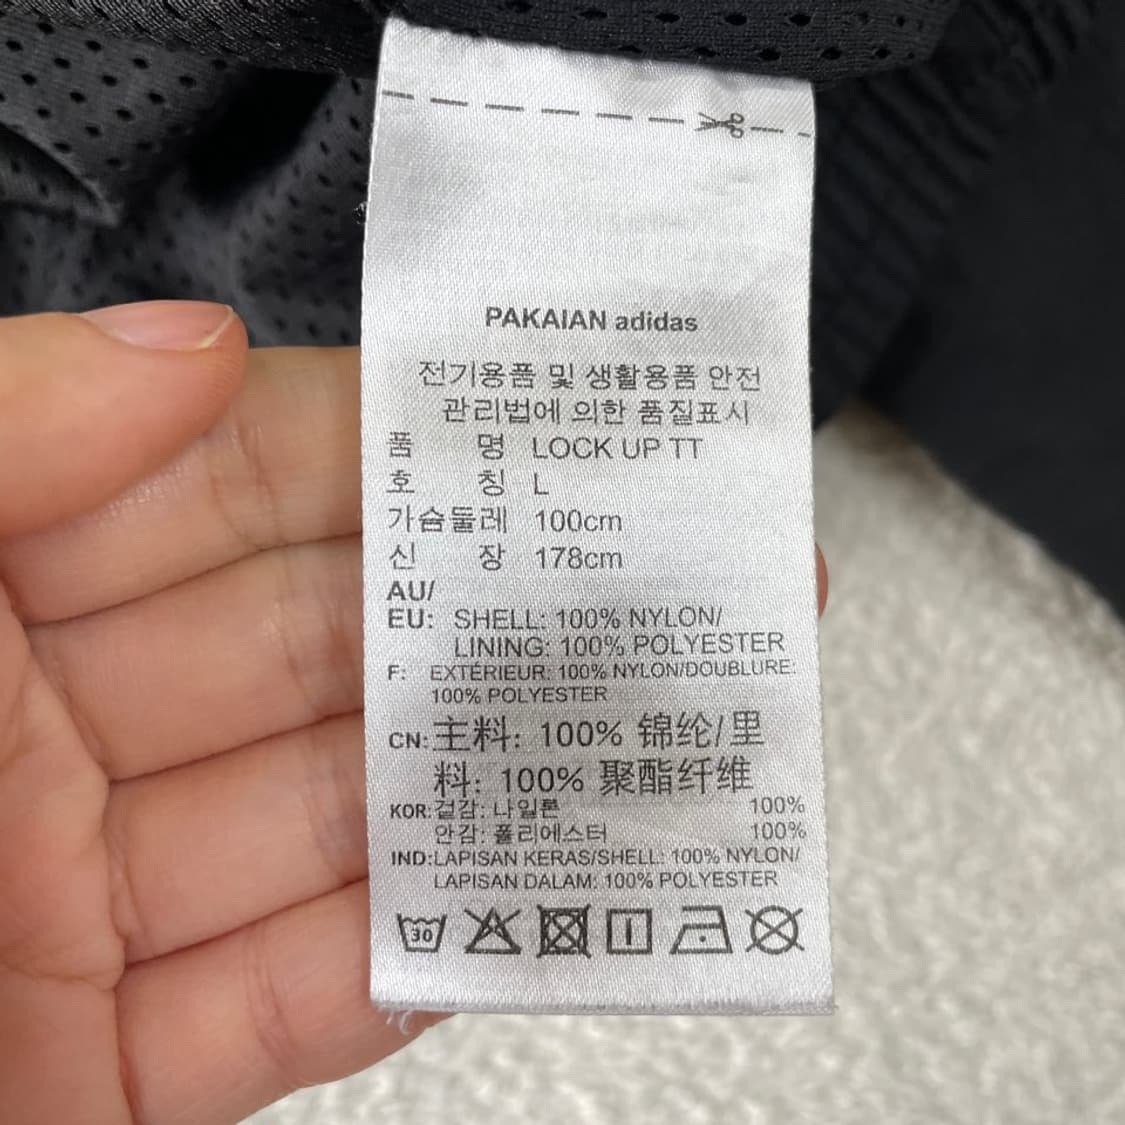 PAKAIAN adidas
전기용품 및 생활용품 안전
관리법에 의한 품질표시
품 명 LOCK UP TT
호 칭 L
가슴둘레 100cm
신 장 178cm
AU/
EU: SHELL: 100% NYLON/
LINING: 100% POLYESTER
F: EXTÉRIEUR: 100% NYLON/DOUBLURE:
100% POLYESTER
CN: 主料: 100% 锦纶/里
料: 100% 聚酯纤维
KOR: 겉감: 나일론 100%
안감: 폴리에스터 100%
IND: LAPISAN KERAS/SHELL: 100% NYLON/
LAPISAN DALAM: 100% POLYESTER
30